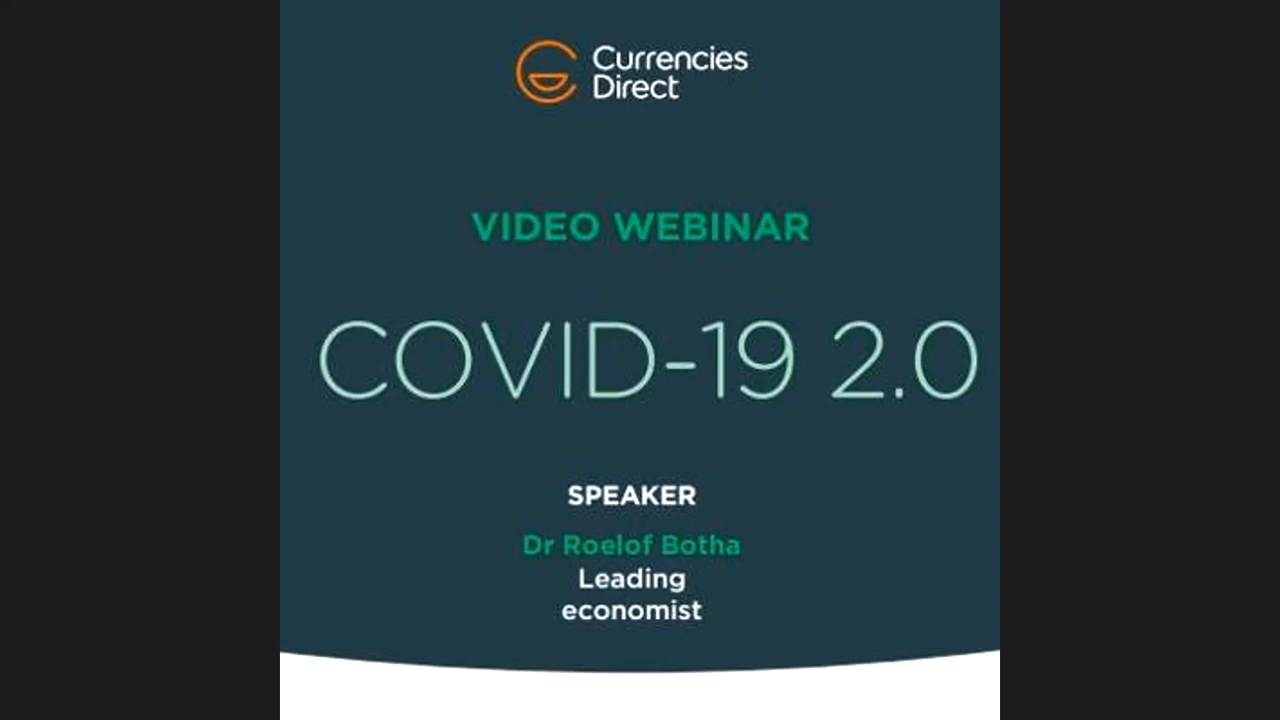 Currencies
Direct
VIDEO WEBINAR
COVID-19 2.0
SPEAKER
Dr Roelof Botha
Leading
economist